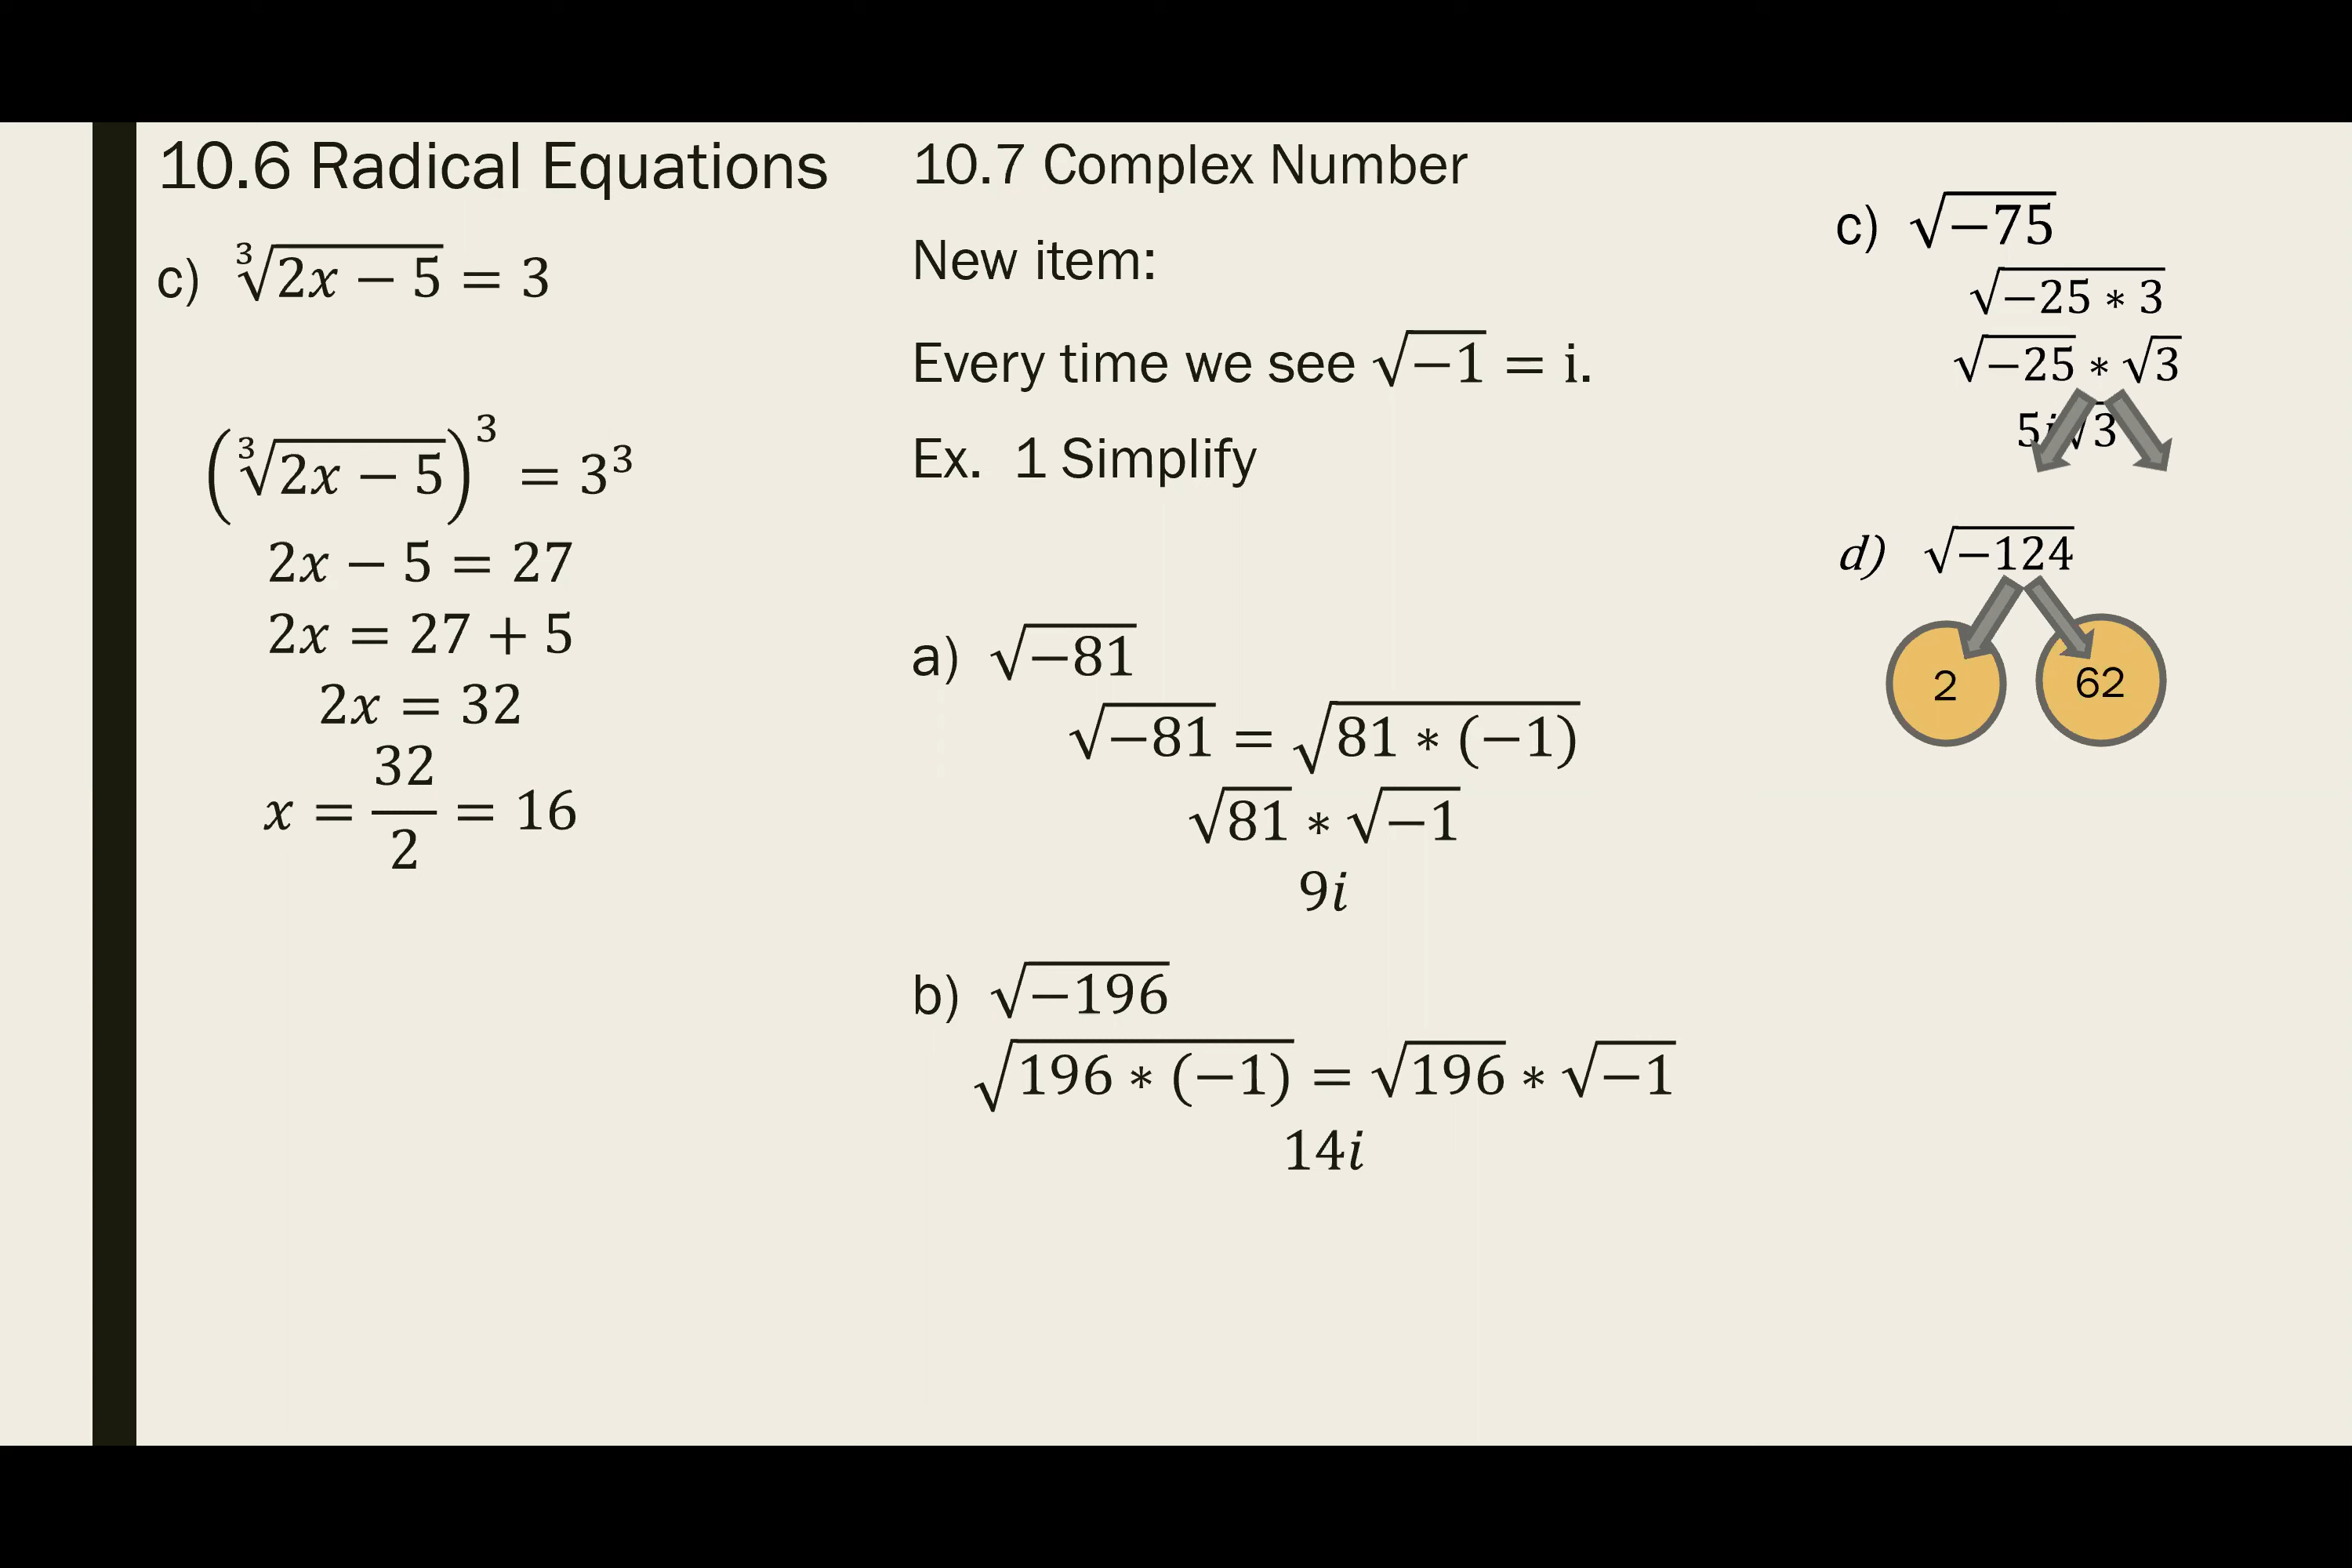 10.6 Radical Equations
c) ∛(2x − 5) = 3
(∛(2x − 5))³ = 3³
2x − 5 = 27
2x = 27 + 5
2x = 32
x = 32/2 = 16
10.7 Complex Number
New item:
Every time we see √−1 = i.
Ex. 1 Simplify
a) √−81
√−81 = √(81 ∗ (−1))
√81 ∗ √−1
9i
b) √−196
√(196 ∗ (−1)) = √196 ∗ √−1
14i
c) √−75
√(−25 ∗ 3)
√−25 ∗ √3
5i√3
d) √−124
2
62